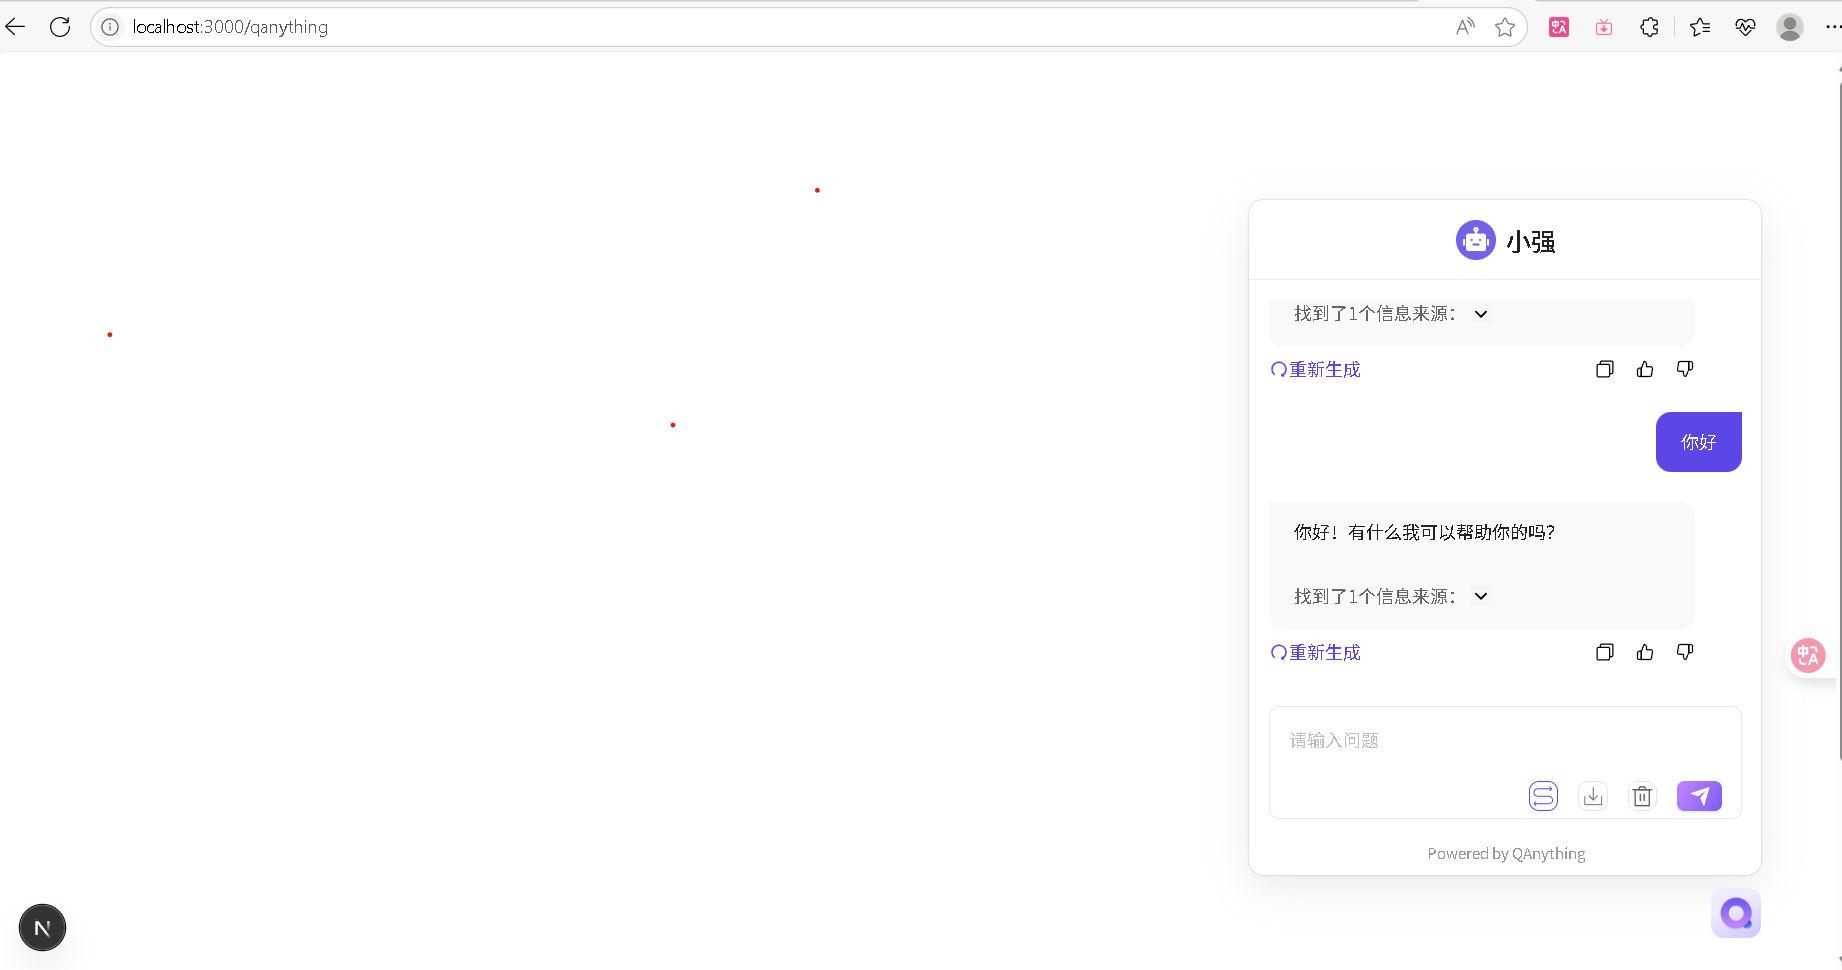 localhost:3000/qanything
小强
找到了1个信息来源：
重新生成
你好
你好！有什么我可以帮助你的吗？
找到了1个信息来源：
重新生成
请输入问题
Powered by QAnything
N